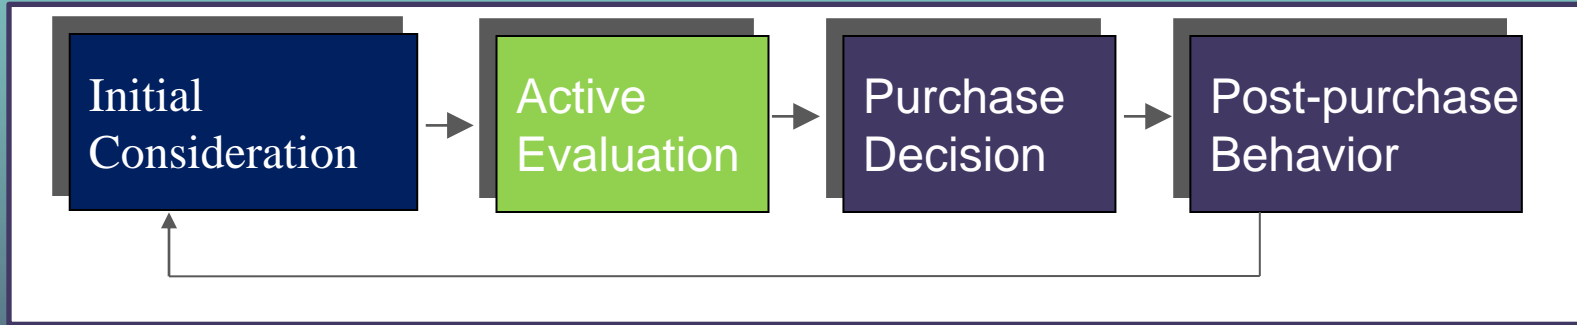 Initial
Consideration
Active
Evaluation
Purchase
Decision
Post-purchase
Behavior